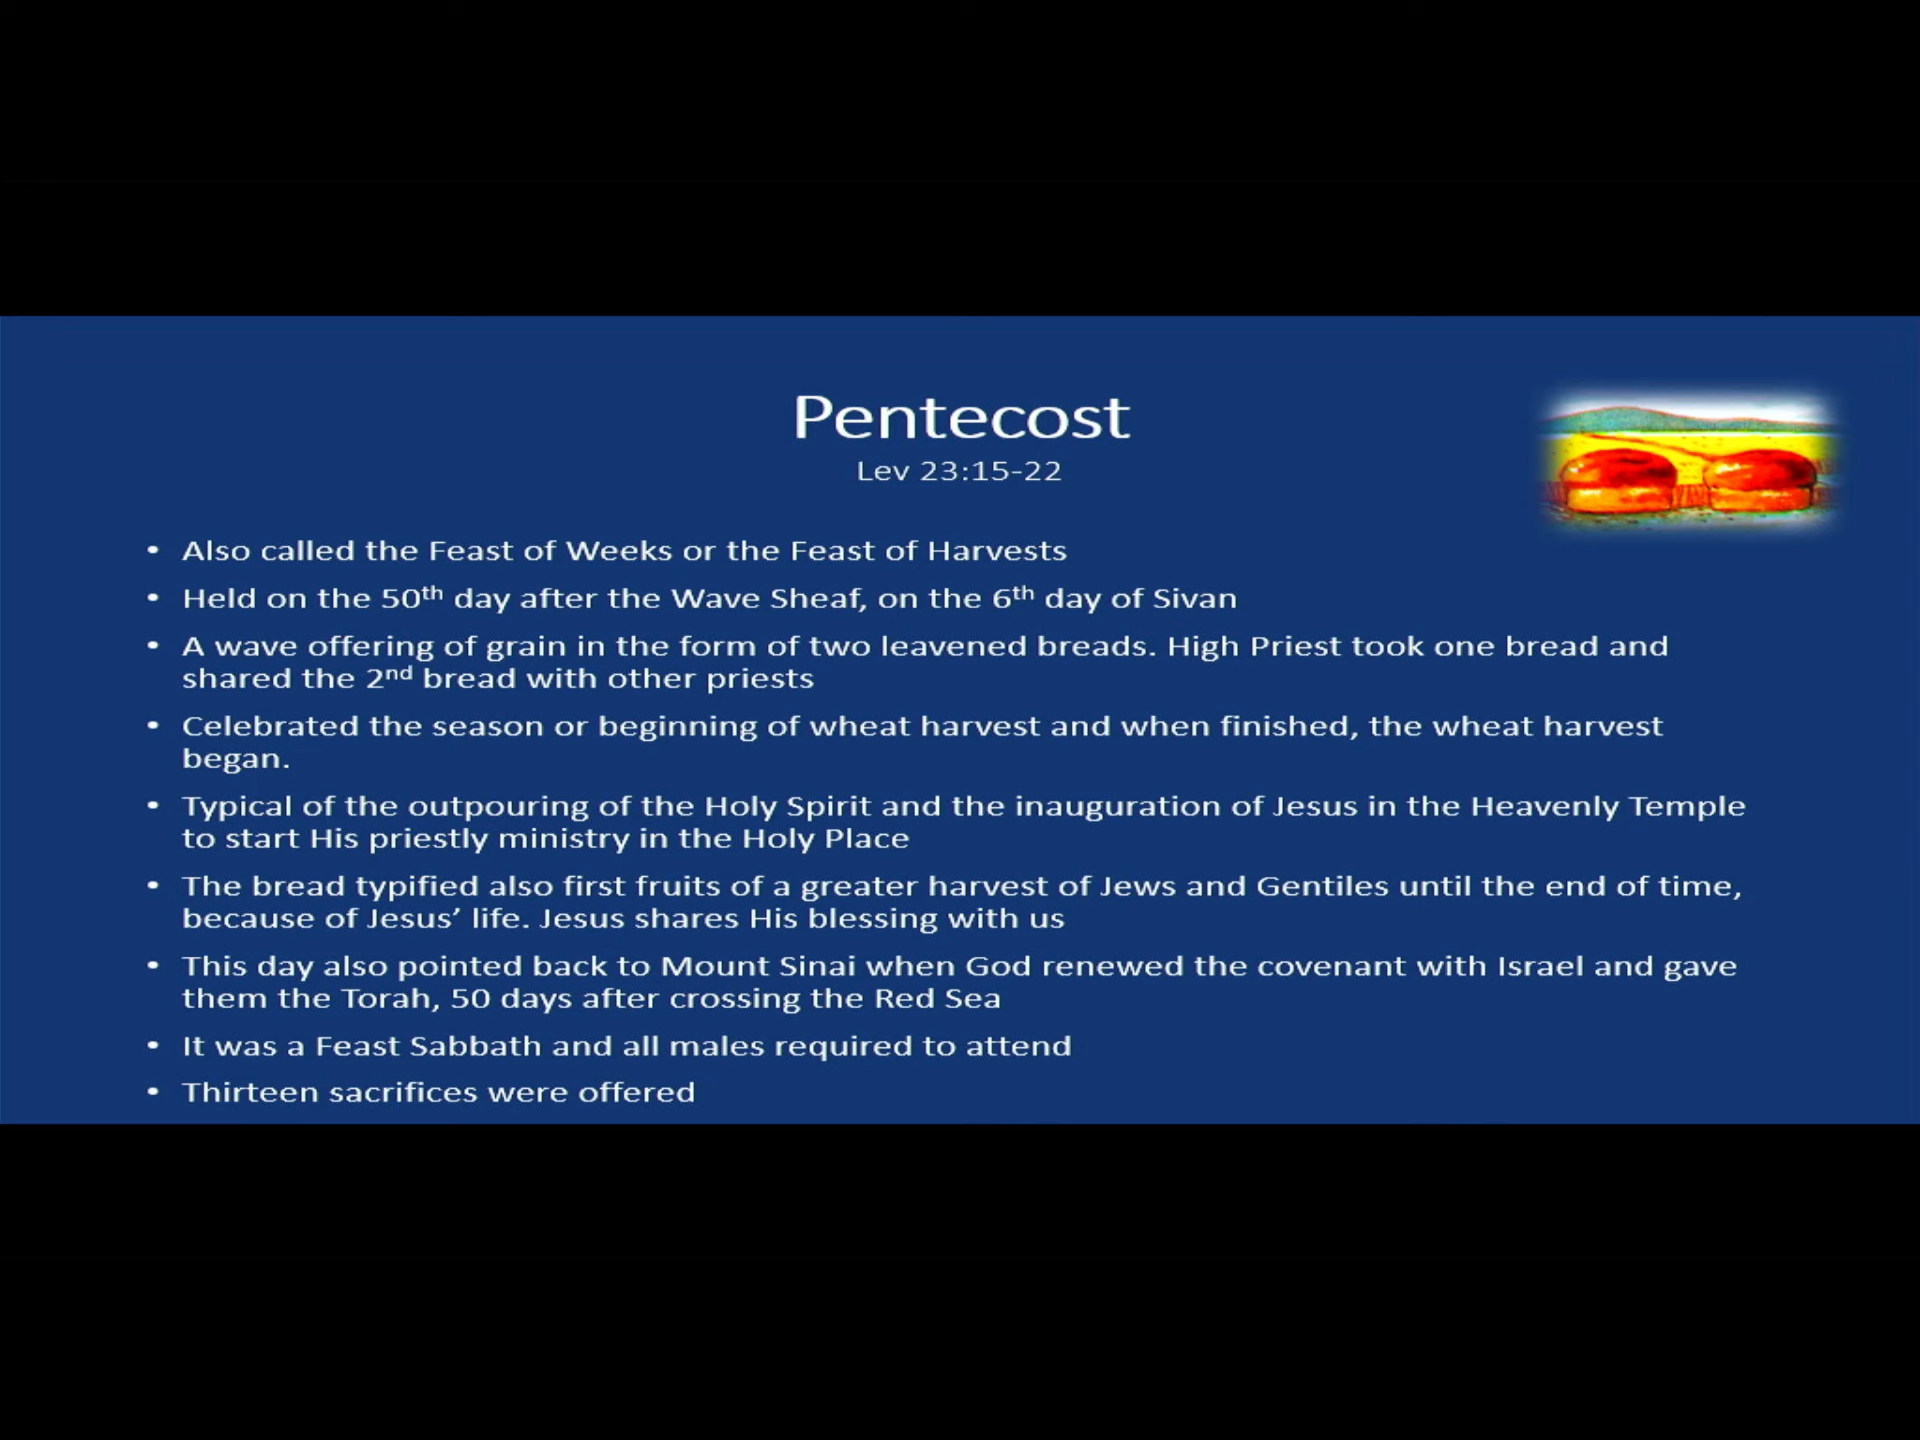 Pentecost
Lev 23:15-22
• Also called the Feast of Weeks or the Feast of Harvests
• Held on the 50th day after the Wave Sheaf, on the 6th day of Sivan
• A wave offering of grain in the form of two leavened breads. High Priest took one bread and
shared the 2nd bread with other priests
• Celebrated the season or beginning of wheat harvest and when finished, the wheat harvest
began.
• Typical of the outpouring of the Holy Spirit and the inauguration of Jesus in the Heavenly Temple
to start His priestly ministry in the Holy Place
• The bread typified also first fruits of a greater harvest of Jews and Gentiles until the end of time,
because of Jesus’ life. Jesus shares His blessing with us
• This day also pointed back to Mount Sinai when God renewed the covenant with Israel and gave
them the Torah, 50 days after crossing the Red Sea
• It was a Feast Sabbath and all males required to attend
• Thirteen sacrifices were offered